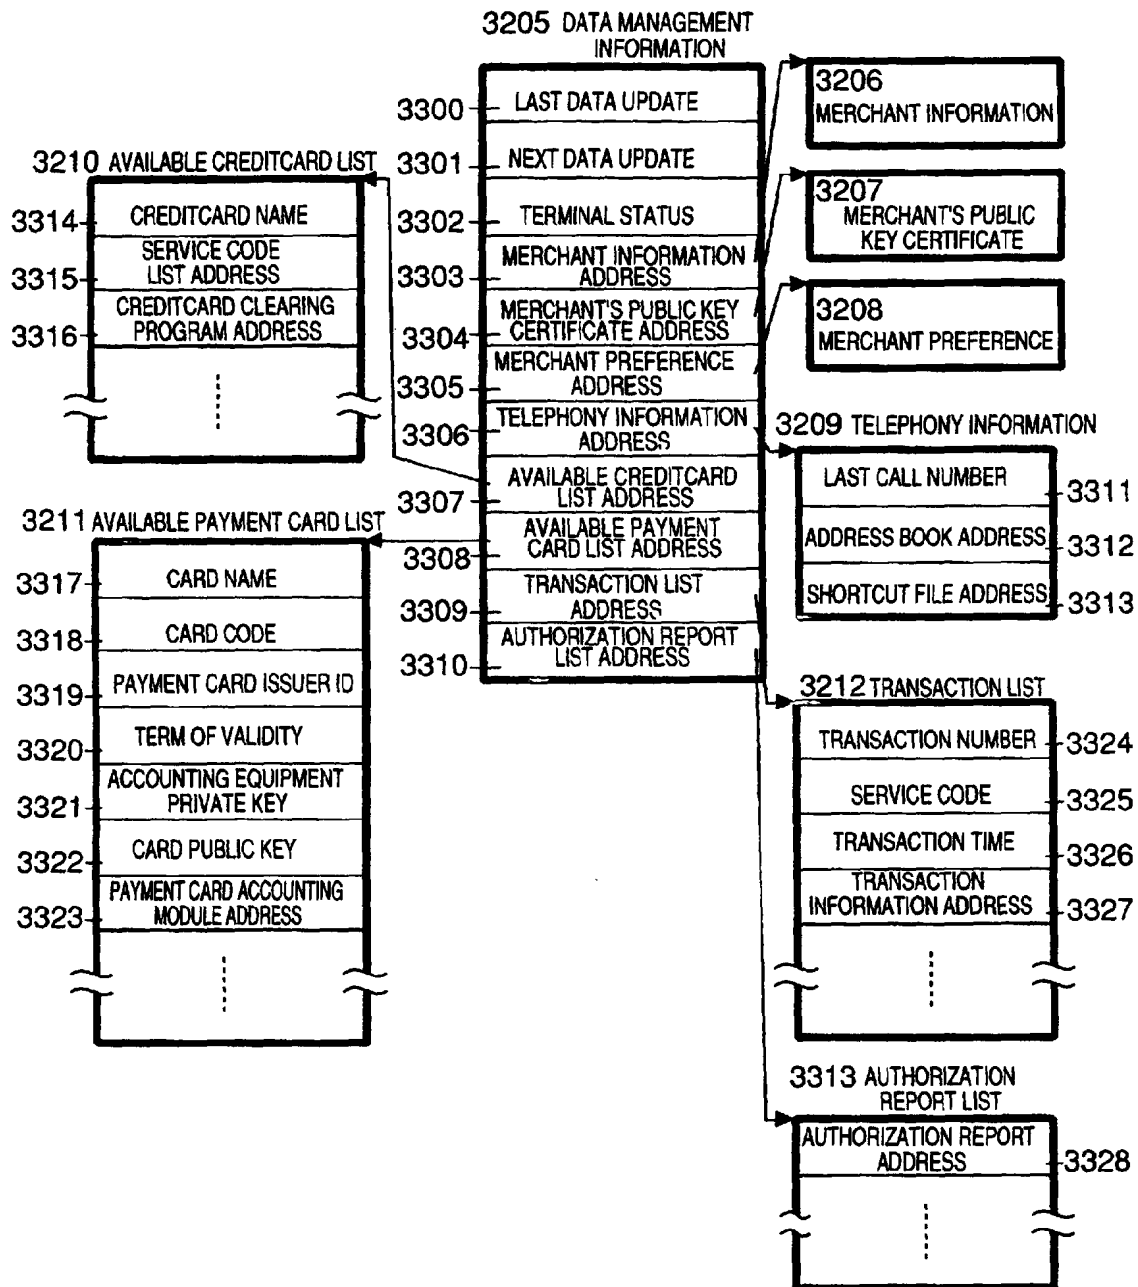 3205 DATA MANAGEMENT
INFORMATION
3300 LAST DATA UPDATE
3301 NEXT DATA UPDATE
3302 TERMINAL STATUS
3303 MERCHANT INFORMATION
ADDRESS
3304 MERCHANT'S PUBLIC KEY
CERTIFICATE ADDRESS
3305 MERCHANT PREFERENCE
ADDRESS
3306 TELEPHONY INFORMATION
ADDRESS
3307 AVAILABLE CREDITCARD
LIST ADDRESS
3308 AVAILABLE PAYMENT
CARD LIST ADDRESS
3309 TRANSACTION LIST
ADDRESS
3310 AUTHORIZATION REPORT
LIST ADDRESS
3210 AVAILABLE CREDITCARD LIST
3314 CREDITCARD NAME
3315 SERVICE CODE
LIST ADDRESS
3316 CREDITCARD CLEARING
PROGRAM ADDRESS
3211 AVAILABLE PAYMENT CARD LIST
3317 CARD NAME
3318 CARD CODE
3319 PAYMENT CARD ISSUER ID
3320 TERM OF VALIDITY
3321 ACCOUNTING EQUIPMENT
PRIVATE KEY
3322 CARD PUBLIC KEY
3323 PAYMENT CARD ACCOUNTING
MODULE ADDRESS
3206
MERCHANT INFORMATION
3207
MERCHANT'S PUBLIC
KEY CERTIFICATE
3208
MERCHANT PREFERENCE
3209 TELEPHONY INFORMATION
LAST CALL NUMBER 3311
ADDRESS BOOK ADDRESS 3312
SHORTCUT FILE ADDRESS 3313
3212 TRANSACTION LIST
TRANSACTION NUMBER 3324
SERVICE CODE 3325
TRANSACTION TIME 3326
TRANSACTION
INFORMATION ADDRESS 3327
3313 AUTHORIZATION
REPORT LIST
AUTHORIZATION REPORT
ADDRESS 3328